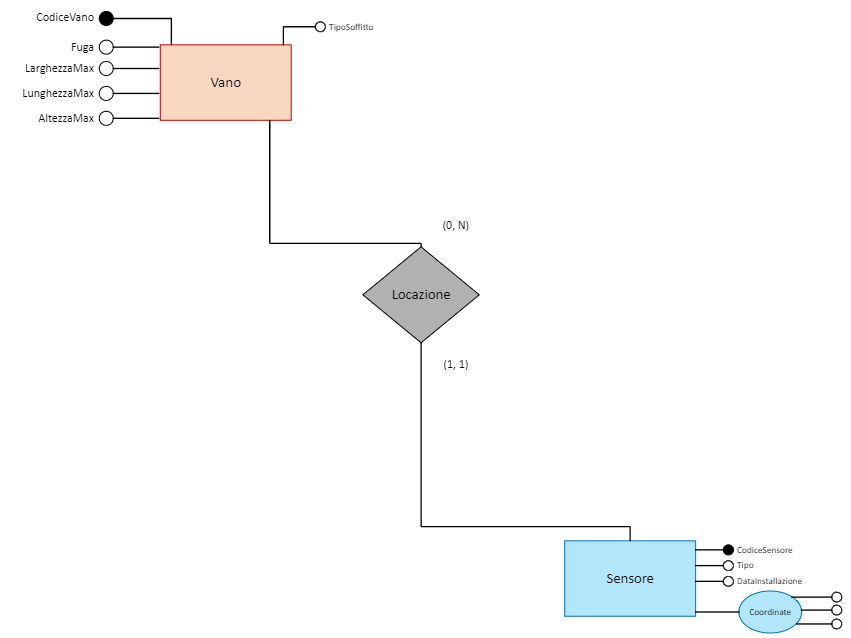 CodiceVano
TipoSoffitto
Fuga
LarghezzaMax
LunghezzaMax
AltezzaMax
Vano
(0, N)
Locazione
(1, 1)
Sensore
CodiceSensore
Tipo
DataInstallazione
Coordinate